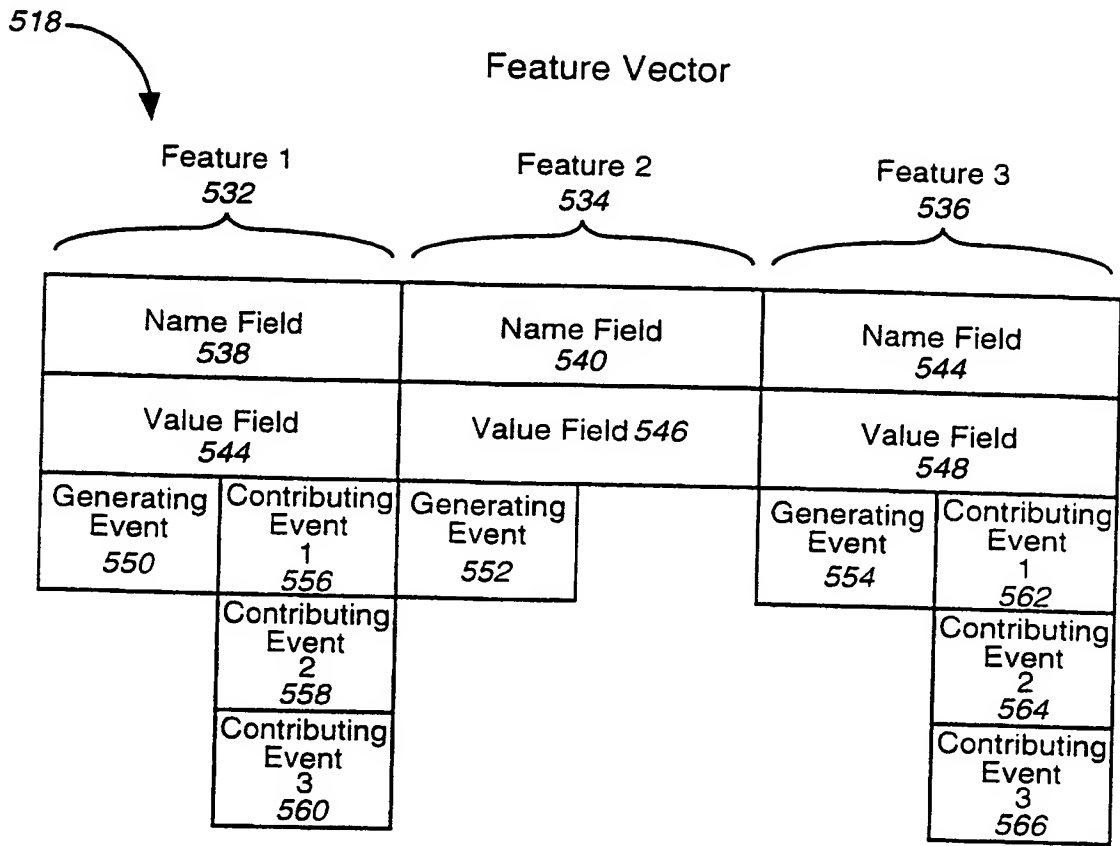 518
Feature Vector
Feature 1
532
Feature 2
534
Feature 3
536
Name Field
538
Name Field
540
Name Field
544
Value Field
544
Value Field 546
Value Field
548
Generating
Event
550
Contributing
Event
1
556
Generating
Event
552
Generating
Event
554
Contributing
Event
1
562
Contributing
Event
2
558
Contributing
Event
2
564
Contributing
Event
3
560
Contributing
Event
3
566